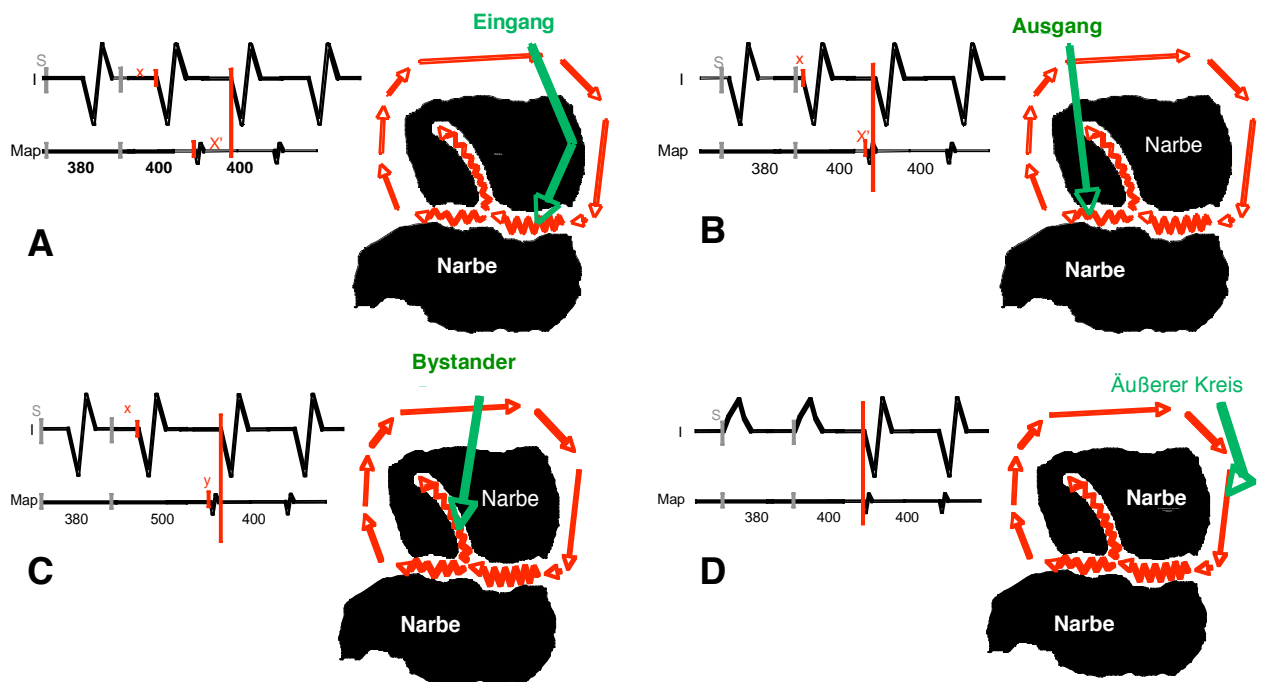 Eingang
S
x
I
X'
Map
380 400 400
Narbe
A
Ausgang
S
x
I
Narbe
X'
Map
380 400 400
Narbe
B
Bystander
S
x
I
y
Narbe
Map
380 500 400
Narbe
C
Äußerer Kreis
S
I
Narbe
Map
380 400 400
Narbe
D